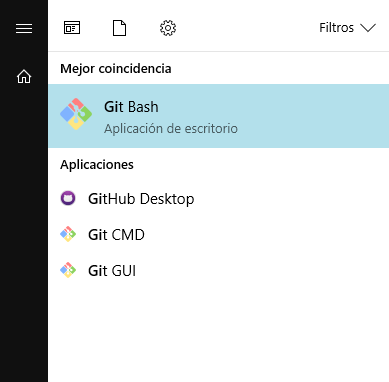 Filtros
Mejor coincidencia
Git Bash
Aplicación de escritorio
Aplicaciones
GitHub Desktop
Git CMD
Git GUI